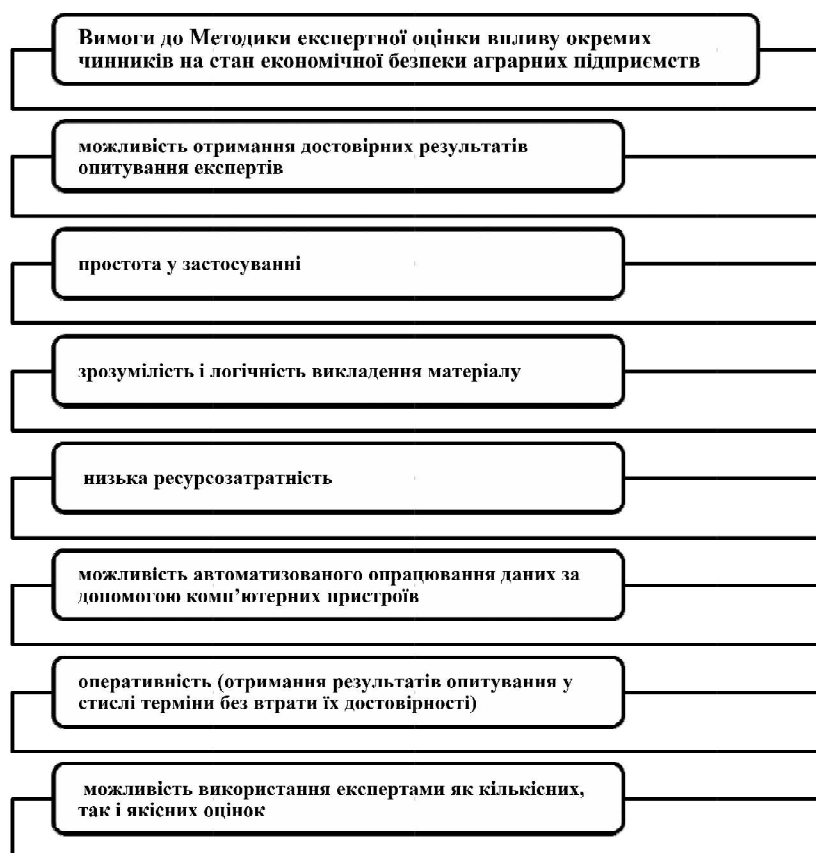 Вимоги до Методики експертної оцінки впливу окремих
чинників на стан економічної безпеки аграрних підприємств
можливість отримання достовірних результатів
опитування експертів
простота у застосуванні
зрозумілість і логічність викладення матеріалу
низька ресурсозатратність
можливість автоматизованого опрацювання даних за
допомогою комп’ютерних пристроїв
оперативність (отримання результатів опитування у
стислі терміни без втрати їх достовірності)
можливість використання експертами як кількісних,
так і якісних оцінок